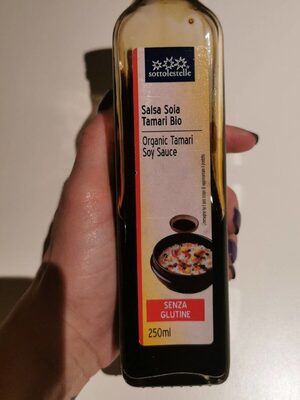 sottolestelle
Salsa Soia
Tamari Bio
Organic Tamari
Soy Sauce
SENZA
GLUTINE
250ml